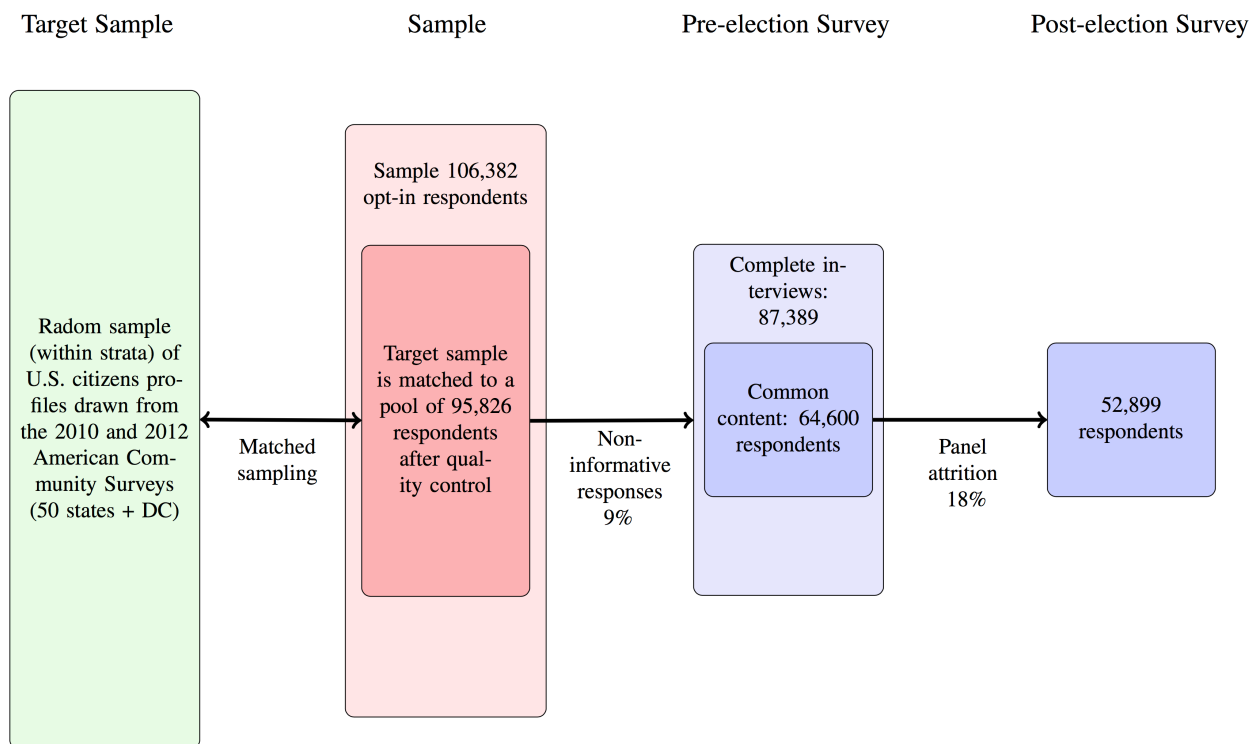 Target Sample
Sample
Pre-election Survey
Post-election Survey
Radom sample
(within strata) of
U.S. citizens pro-
files drawn from
the 2010 and 2012
American Com-
munity Surveys
(50 states + DC)
Matched
sampling
Sample 106,382
opt-in respondents
Target sample
is matched to a
pool of 95,826
respondents
after qual-
ity control
Non-
informative
responses
9%
Complete in-
terviews:
87,389
Common
content: 64,600
respondents
Panel
attrition
18%
52,899
respondents